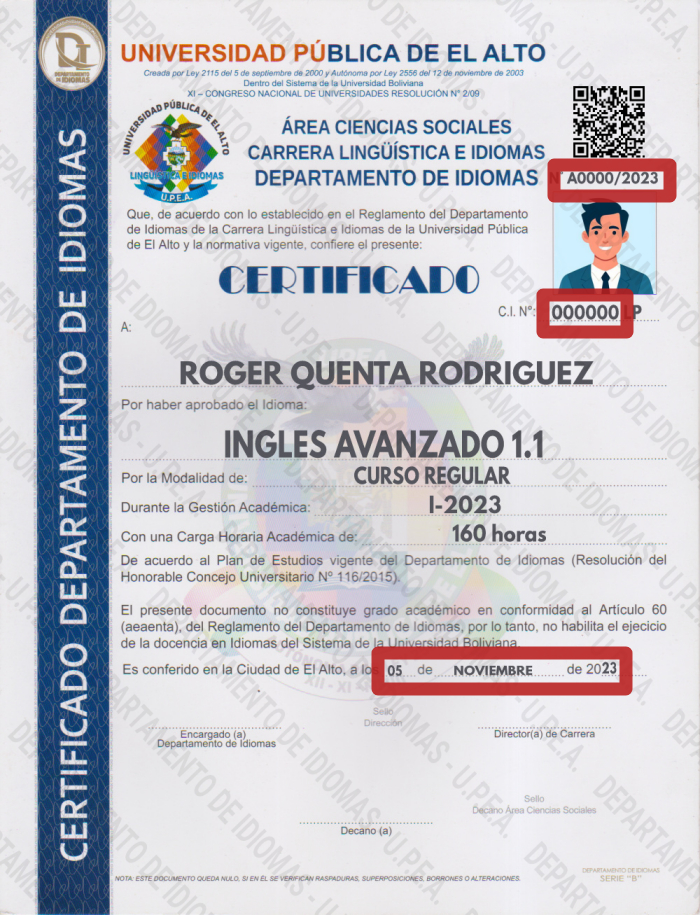 DEPARTAMENTO DE IDIOMAS
CERTIFICADO DEPARTAMENTO DE IDIOMAS
UNIVERSIDAD PÚBLICA DE EL ALTO
Creada por Ley 2115 del 5 de septiembre de 2000 y Autónoma por Ley 2556 del 12 de noviembre de 2003
Dentro del Sistema de la Universidad Boliviana
XI – CONGRESO NACIONAL DE UNIVERSIDADES RESOLUCIÓN N° 2/09
UNIVERSIDAD PÚBLICA DE EL ALTO
LINGÜÍSTICA E IDIOMAS
U.P.E.A.
ÁREA CIENCIAS SOCIALES
CARRERA LINGÜÍSTICA E IDIOMAS
DEPARTAMENTO DE IDIOMAS
N° A0000/2023
Que, de acuerdo con lo establecido en el Reglamento del Departamento
de Idiomas de la Carrera Lingüística e Idiomas de la Universidad Pública
de El Alto y la normativa vigente, confiere el presente:
CERTIFICADO
C.I. N°: 000000 LP
A:
ROGER QUENTA RODRIGUEZ
Por haber aprobado el Idioma:
INGLES AVANZADO 1.1
Por la Modalidad de: CURSO REGULAR
Durante la Gestión Académica: I-2023
Con una Carga Horaria Académica de: 160 horas
De acuerdo al Plan de Estudios vigente del Departamento de Idiomas (Resolución del
Honorable Concejo Universitario Nº 116/2015).
El presente documento no constituye grado académico en conformidad al Articulo 60
(aeaenta), del Reglamento del Departamento de Idiomas, por lo tanto, no habilita el ejecicio
de la docencia en Idiomas del Sistema de la Universidad Boliviana.
Es conferido en la Ciudad de El Alto, a los 05 de NOVIEMBRE de 2023
Sello
Dirección
Encargado (a)
Departamento de Idiomas
Director(a) de Carrera
Sello
Decano Área Ciencias Sociales
Decano (a)
NOTA: ESTE DOCUMENTO QUEDA NULO, SI EN ÉL SE VERIFICAN RASPADURAS, SUPERPOSICIONES, BORRONES O ALTERACIONES.
DEPARTAMENTO DE IDIOMAS
SERIE "B"